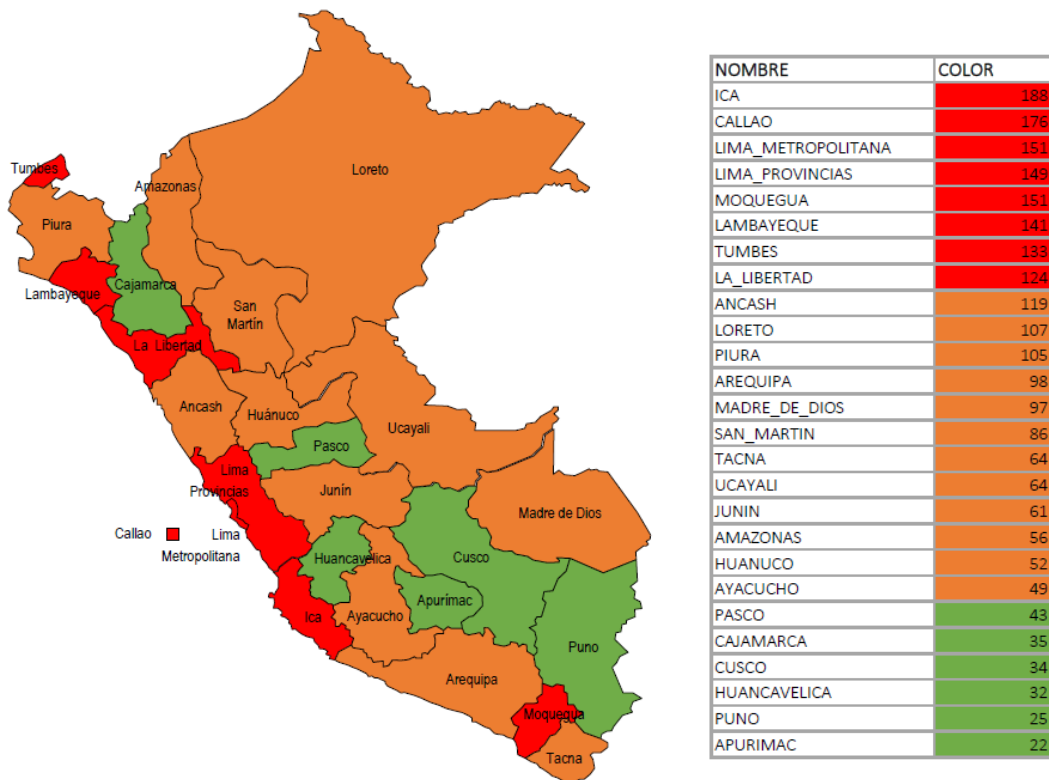 Loreto
Tumbes
Amazonas
Piura
Cajamarca
Lambayeque
San
Martín
La Libertad
Ancash
Huánuco
Ucayali
Pasco
Lima
Provincias
Junín
Madre de Dios
Callao
Lima
Metropolitana
Huancavelica
Cusco
Apurímac
Ica
Ayacucho
Puno
Arequipa
Moquegua
Tacna
NOMBRE COLOR
ICA 188
CALLAO 176
LIMA_METROPOLITANA 151
LIMA_PROVINCIAS 149
MOQUEGUA 151
LAMBAYEQUE 141
TUMBES 133
LA_LIBERTAD 124
ANCASH 119
LORETO 107
PIURA 105
AREQUIPA 98
MADRE_DE_DIOS 97
SAN_MARTIN 86
TACNA 64
UCAYALI 64
JUNIN 61
AMAZONAS 56
HUANUCO 52
AYACUCHO 49
PASCO 43
CAJAMARCA 35
CUSCO 34
HUANCAVELICA 32
PUNO 25
APURIMAC 22